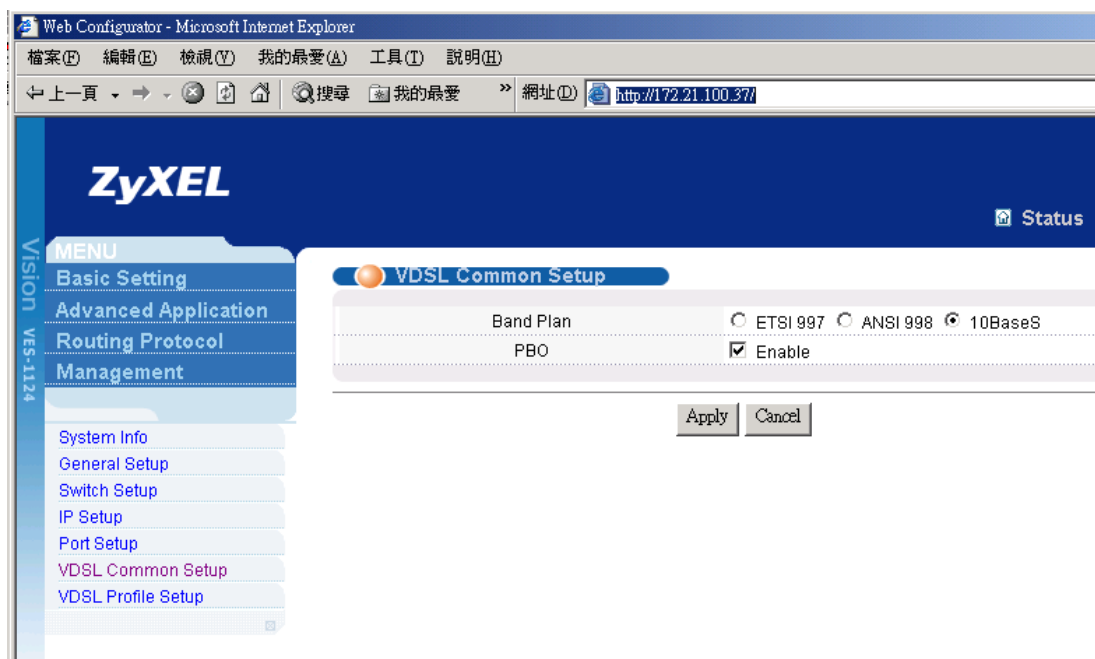 Web Configurator - Microsoft Internet Explorer
檔案(F) 編輯(E) 檢視(V) 我的最愛(A) 工具(T) 說明(H)
上一頁 搜尋 我的最愛 » 網址(D) http://172.21.100.37/
ZyXEL
Status
Vision VES-1124
MENU
Basic Setting
Advanced Application
Routing Protocol
Management
System Info
General Setup
Switch Setup
IP Setup
Port Setup
VDSL Common Setup
VDSL Profile Setup
VDSL Common Setup
Band Plan ETSI 997 ANSI 998 10BaseS
PBO Enable
Apply Cancel